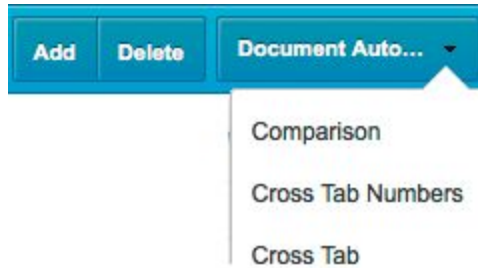 Add Delete Document Auto...
Comparison
Cross Tab Numbers
Cross Tab